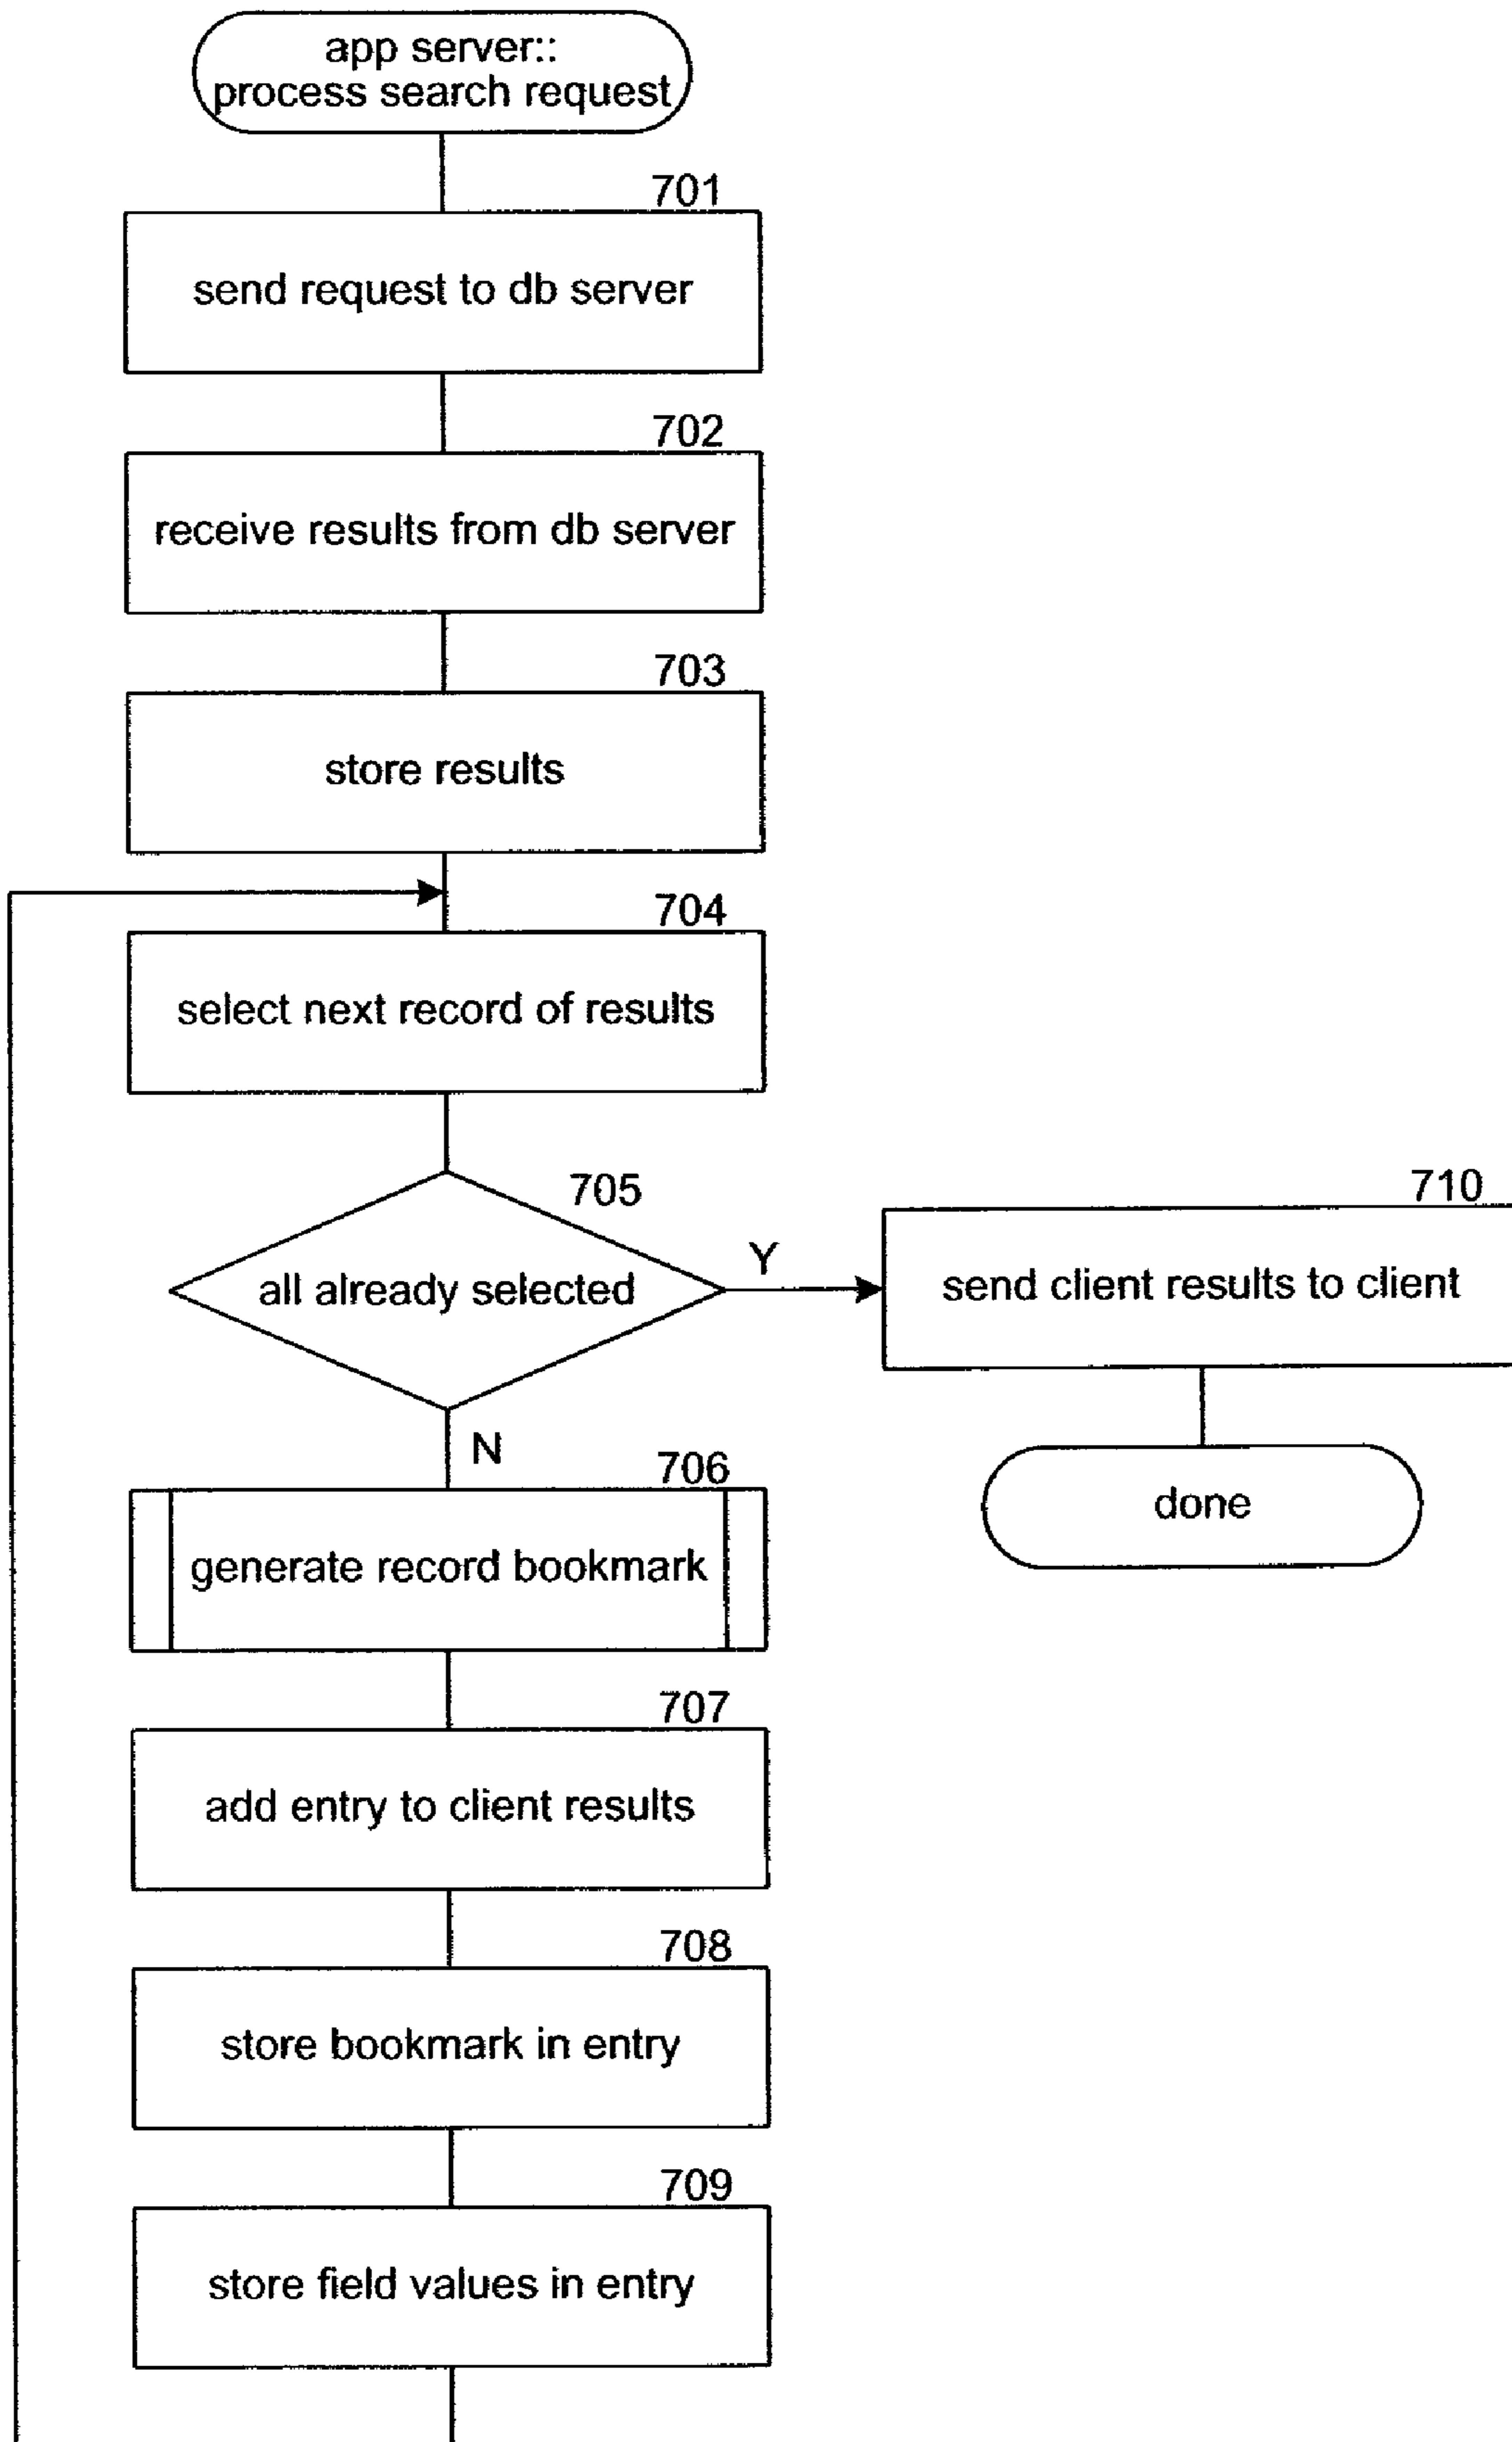 app server::
process search request
701
send request to db server
702
receive results from db server
703
store results
704
select next record of results
705
all already selected
Y
710
send client results to client
done
N
706
generate record bookmark
707
add entry to client results
708
store bookmark in entry
709
store field values in entry